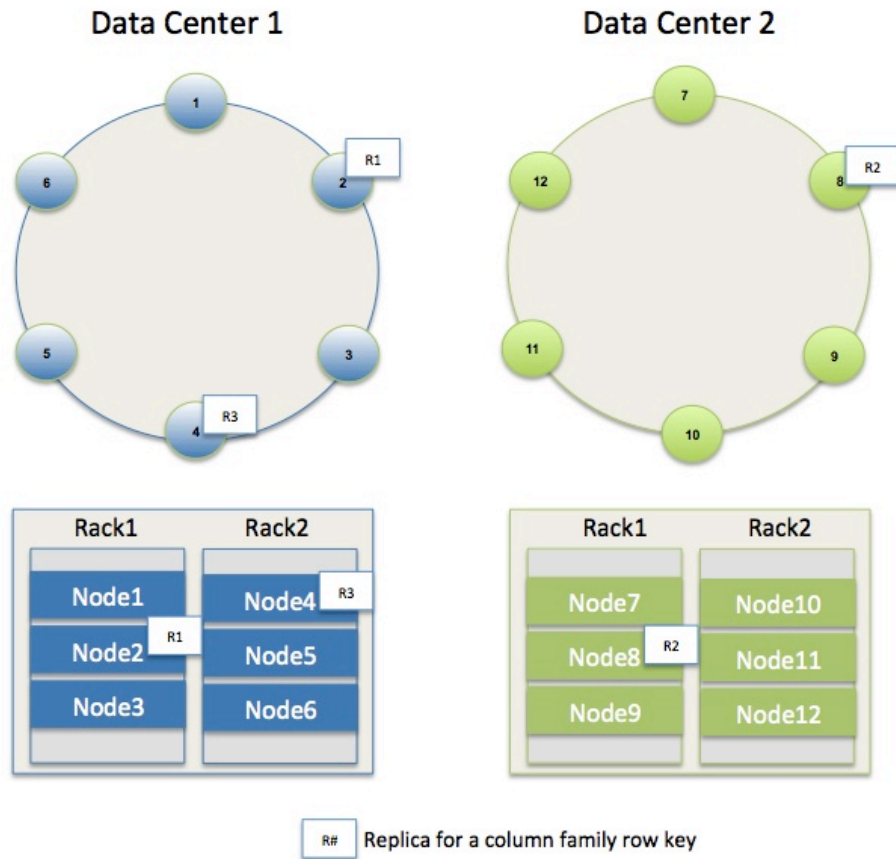 Data Center 1
Data Center 2
1
R1
2
6
5
3
R3
4
7
R2
8
12
11
9
10
Rack1
Rack2
Node1
Node4
R3
R1
Node2
Node5
Node3
Node6
Rack1
Rack2
Node7
Node10
Node8
R2
Node11
Node9
Node12
R# Replica for a column family row key